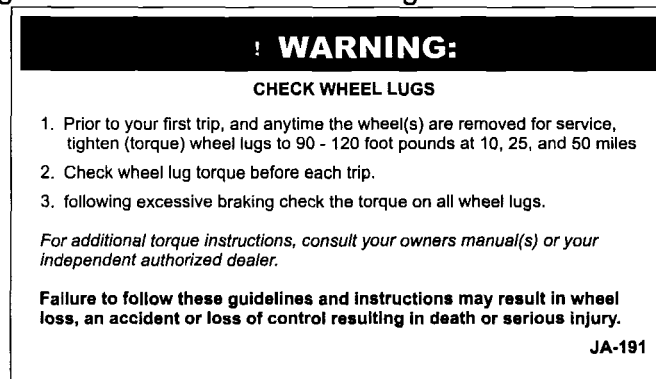 ! WARNING:
CHECK WHEEL LUGS
1. Prior to your first trip, and anytime the wheel(s) are removed for service,
tighten (torque) wheel lugs to 90 - 120 foot pounds at 10, 25, and 50 miles
2. Check wheel lug torque before each trip.
3. following excessive braking check the torque on all wheel lugs.
For additional torque instructions, consult your owners manual(s) or your
independent authorized dealer.
Failure to follow these guidelines and instructions may result in wheel
loss, an accident or loss of control resulting in death or serious injury.
JA-191